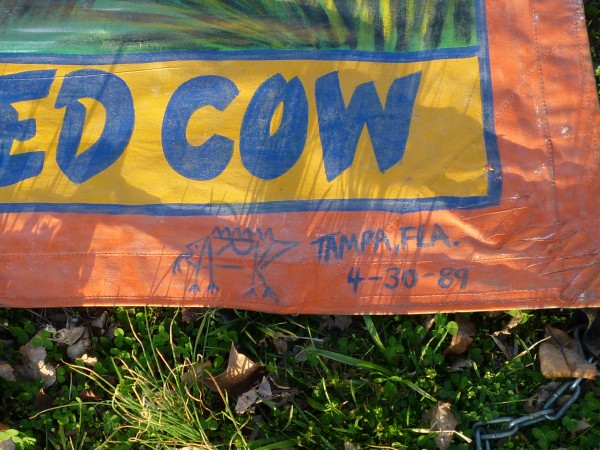 ED COW
TAMPA, FLA.
4-30-89